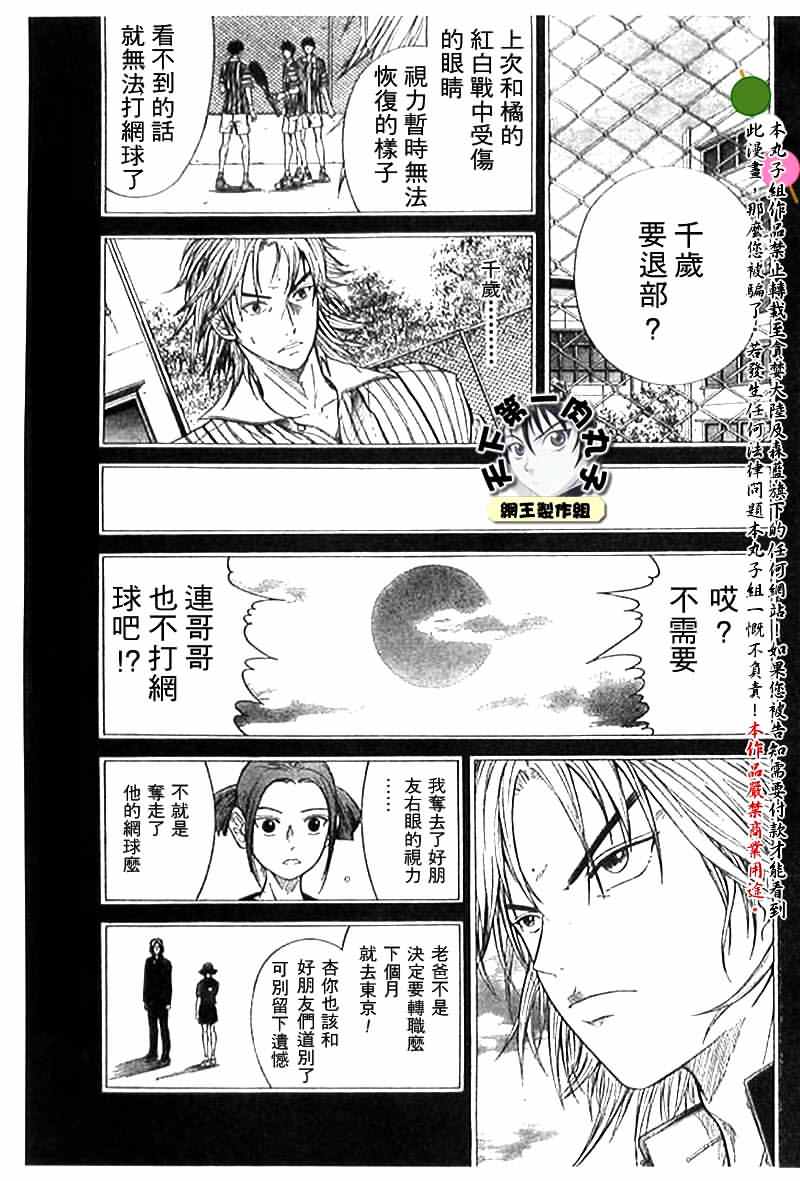 千歲
要退部？
上次和橘的
紅白戰中受傷
的眼睛
視力暫時無法
恢復的樣子
看不到的話
就無法打網球了
千歲………
天下第一肉丸子
網王製作組
哎？
不需要
連哥哥
也不打網
球吧！？
我奪去了好朋
友右眼的視力
……
不就是
奪走了
他的網球麼
老爸不是
決定要轉職麼
下個月
就去東京！
杏你也該和
好朋友們道別了
可別留下遺憾
本丸子組作品禁止轉載至貪婪大陸及森藍旗下的任何網站！如果您被告知需要付款才能看到
此漫畫，那麼您被騙了！若發生任何法律問題本丸子組一慨不負責！本作品嚴禁商業用途。